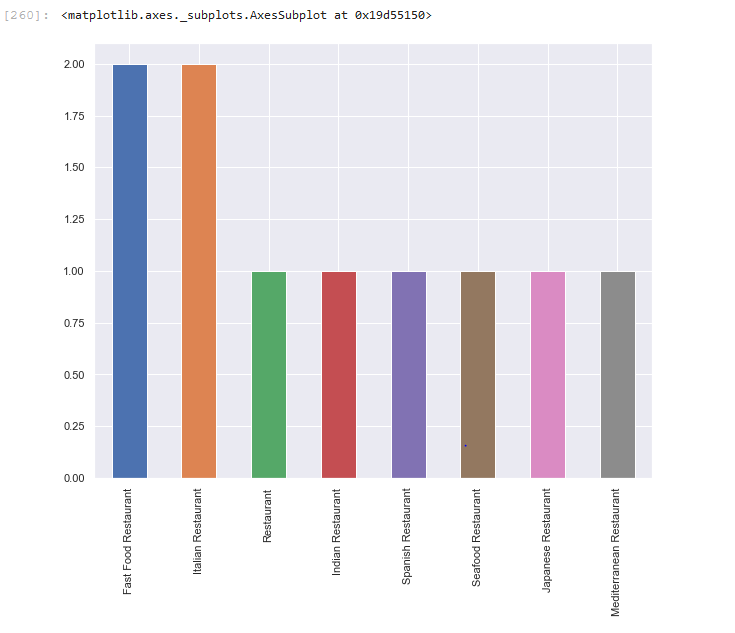 [260]: <matplotlib.axes._subplots.AxesSubplot at 0x19d55150>
2.00
1.75
1.50
1.25
1.00
0.75
0.50
0.25
0.00
Fast Food Restaurant
Italian Restaurant
Restaurant
Indian Restaurant
Spanish Restaurant
Seafood Restaurant
Japanese Restaurant
Mediterranean Restaurant